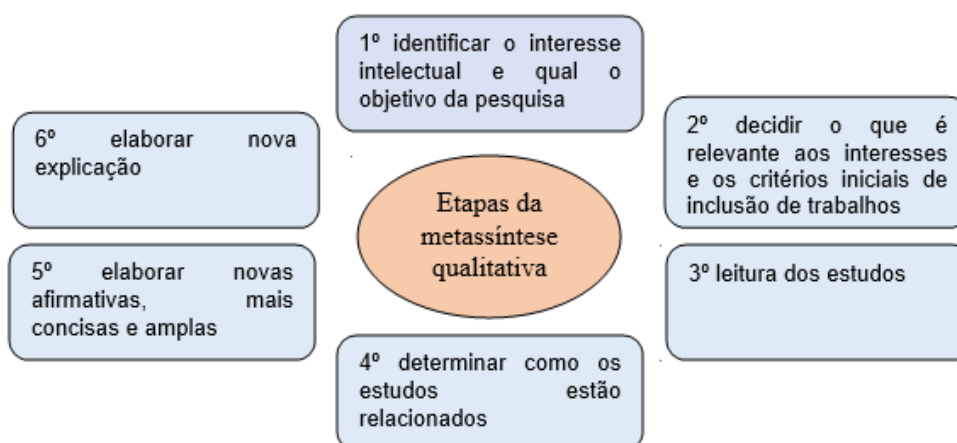 1º identificar o interesse
intelectual e qual o
objetivo da pesquisa
2º decidir o que é
relevante aos interesses
e os critérios iniciais de
inclusão de trabalhos
3º leitura dos estudos
4º determinar como os
estudos estão
relacionados
5º elaborar novas
afirmativas, mais
concisas e amplas
6º elaborar nova
explicação
Etapas da
metassíntese
qualitativa